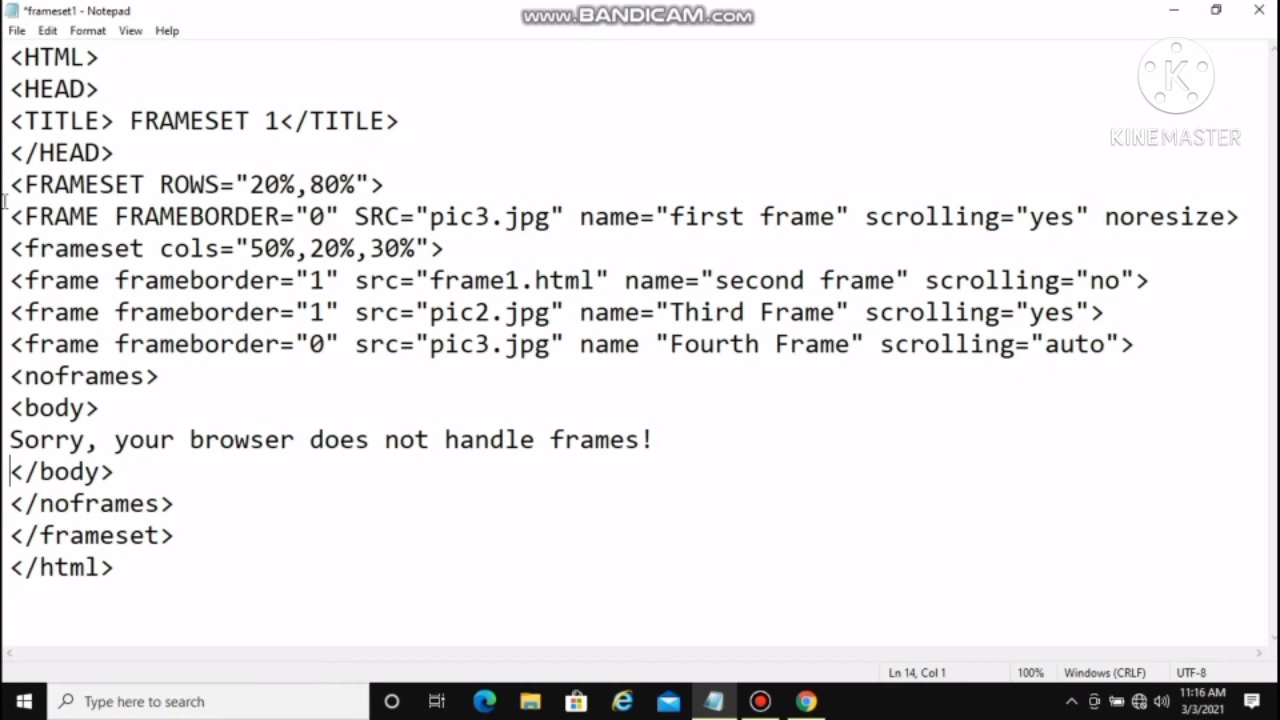 *frameset1 - Notepad
www.BANDICAM.com
File Edit Format View Help
<HTML>
<HEAD>
<TITLE> FRAMESET 1</TITLE>
</HEAD>
<FRAMESET ROWS="20%,80%">
<FRAME FRAMEBORDER="0" SRC="pic3.jpg" name="first frame" scrolling="yes" noresize>
<frameset cols="50%,20%,30%">
<frame frameborder="1" src="frame1.html" name="second frame" scrolling="no">
<frame frameborder="1" src="pic2.jpg" name="Third Frame" scrolling="yes">
<frame frameborder="0" src="pic3.jpg" name "Fourth Frame" scrolling="auto">
<noframes>
<body>
Sorry, your browser does not handle frames!
</body>
</noframes>
</frameset>
</html>
K
KINEMASTER
Ln 14, Col 1 100% Windows (CRLF) UTF-8
Type here to search
11:16 AM
3/3/2021